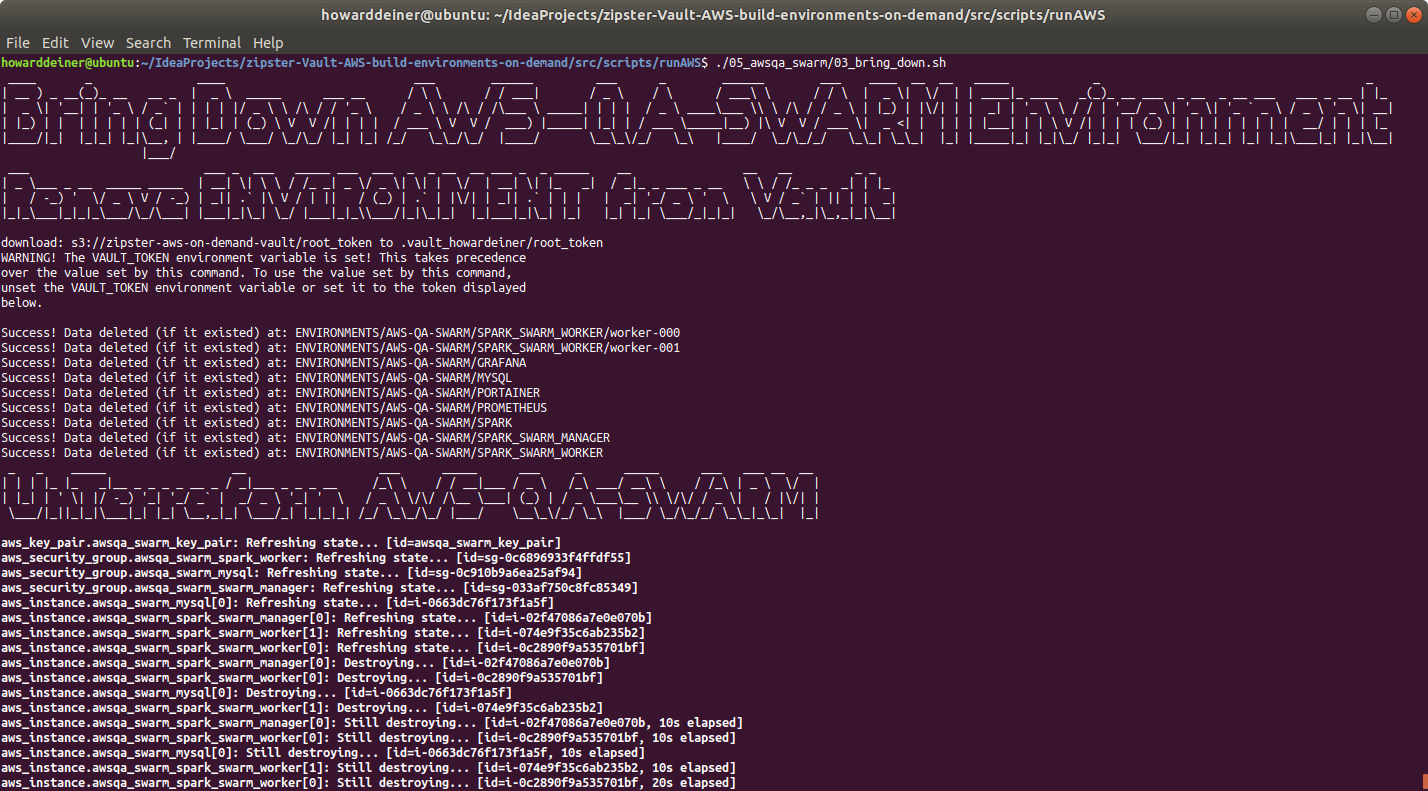 howarddeiner@ubuntu: ~/IdeaProjects/zipster-Vault-AWS-build-environments-on-demand/src/scripts/runAWS
File Edit View Search Terminal Help
howarddeiner@ubuntu:~/IdeaProjects/zipster-Vault-AWS-build-environments-on-demand/src/scripts/runAWS$ ./05_awsqa_swarm/03_bring_down.sh
Bring Down AWS-QA-SWARM Environment
Remove ENVIRONMENT from Vault
download: s3://zipster-aws-on-demand-vault/root_token to .vault_howardeiner/root_token
WARNING! The VAULT_TOKEN environment variable is set! This takes precedence
over the value set by this command. To use the value set by this command,
unset the VAULT_TOKEN environment variable or set it to the token displayed
below.
Success! Data deleted (if it existed) at: ENVIRONMENTS/AWS-QA-SWARM/SPARK_SWARM_WORKER/worker-000
Success! Data deleted (if it existed) at: ENVIRONMENTS/AWS-QA-SWARM/SPARK_SWARM_WORKER/worker-001
Success! Data deleted (if it existed) at: ENVIRONMENTS/AWS-QA-SWARM/GRAFANA
Success! Data deleted (if it existed) at: ENVIRONMENTS/AWS-QA-SWARM/MYSQL
Success! Data deleted (if it existed) at: ENVIRONMENTS/AWS-QA-SWARM/PORTAINER
Success! Data deleted (if it existed) at: ENVIRONMENTS/AWS-QA-SWARM/PROMETHEUS
Success! Data deleted (if it existed) at: ENVIRONMENTS/AWS-QA-SWARM/SPARK
Success! Data deleted (if it existed) at: ENVIRONMENTS/AWS-QA-SWARM/SPARK_SWARM_MANAGER
Success! Data deleted (if it existed) at: ENVIRONMENTS/AWS-QA-SWARM/SPARK_SWARM_WORKER
UnTerraform AWS-QA-SWARM
aws_key_pair.awsqa_swarm_key_pair: Refreshing state... [id=awsqa_swarm_key_pair]
aws_security_group.awsqa_swarm_spark_worker: Refreshing state... [id=sg-0c6896933f4ffdf55]
aws_security_group.awsqa_swarm_mysql: Refreshing state... [id=sg-0c910b9a6ea25af94]
aws_security_group.awsqa_swarm_swarm_manager: Refreshing state... [id=sg-033af750c8fc85349]
aws_instance.awsqa_swarm_mysql[0]: Refreshing state... [id=i-0663dc76f173f1a5f]
aws_instance.awsqa_swarm_spark_swarm_manager[0]: Refreshing state... [id=i-02f47086a7e0e070b]
aws_instance.awsqa_swarm_spark_swarm_worker[1]: Refreshing state... [id=i-074e9f35c6ab235b2]
aws_instance.awsqa_swarm_spark_swarm_worker[0]: Refreshing state... [id=i-0c2890f9a535701bf]
aws_instance.awsqa_swarm_spark_swarm_manager[0]: Destroying... [id=i-02f47086a7e0e070b]
aws_instance.awsqa_swarm_spark_swarm_worker[0]: Destroying... [id=i-0c2890f9a535701bf]
aws_instance.awsqa_swarm_mysql[0]: Destroying... [id=i-0663dc76f173f1a5f]
aws_instance.awsqa_swarm_spark_swarm_worker[1]: Destroying... [id=i-074e9f35c6ab235b2]
aws_instance.awsqa_swarm_spark_swarm_manager[0]: Still destroying... [id=i-02f47086a7e0e070b, 10s elapsed]
aws_instance.awsqa_swarm_spark_swarm_worker[0]: Still destroying... [id=i-0c2890f9a535701bf, 10s elapsed]
aws_instance.awsqa_swarm_mysql[0]: Still destroying... [id=i-0663dc76f173f1a5f, 10s elapsed]
aws_instance.awsqa_swarm_spark_swarm_worker[1]: Still destroying... [id=i-074e9f35c6ab235b2, 10s elapsed]
aws_instance.awsqa_swarm_spark_swarm_worker[0]: Still destroying... [id=i-0c2890f9a535701bf, 20s elapsed]